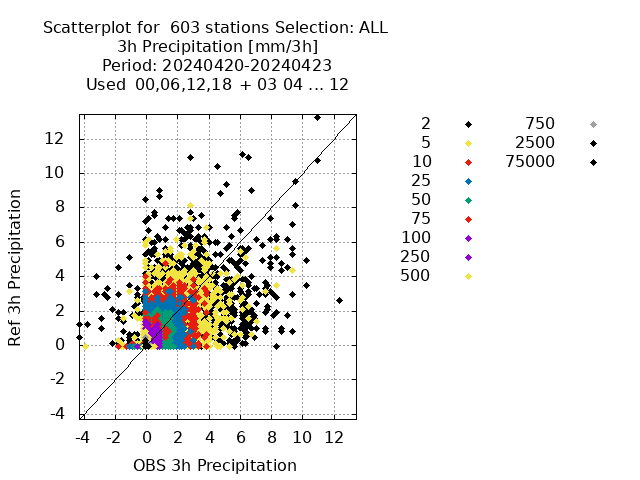 Scatterplot for  603 stations Selection: ALL
3h Precipitation [mm/3h]
Period: 20240420-20240423
Used  00,06,12,18 + 03 04 ... 12
12
10
8
6
4
2
0
-2
-4
Ref 3h Precipitation
-4 -2 0 2 4 6 8 10 12
OBS 3h Precipitation
2 750
5 2500
10 75000
25
50
75
100
250
500